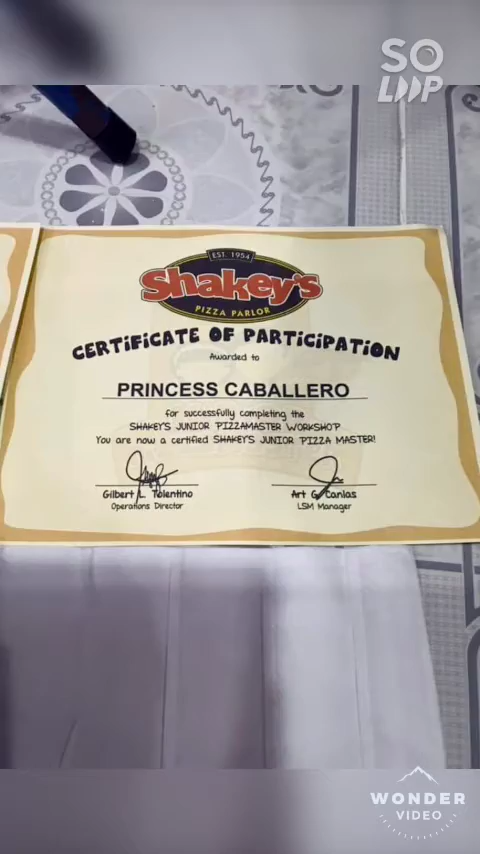 SO
LOOP
EST. 1954
Shakey's
PIZZA PARLOR
CERTIFICATE OF PARTICIPATION
Awarded to
PRINCESS CABALLERO
for successfully completing the
SHAKEY'S JUNIOR PIZZAMASTER WORKSHOP
You are now a certified SHAKEY'S JUNIOR PIZZA MASTER!
Gilbert L. Tolentino
Operations Director
Art G. Canlas
LSM Manager
WONDER
VIDEO